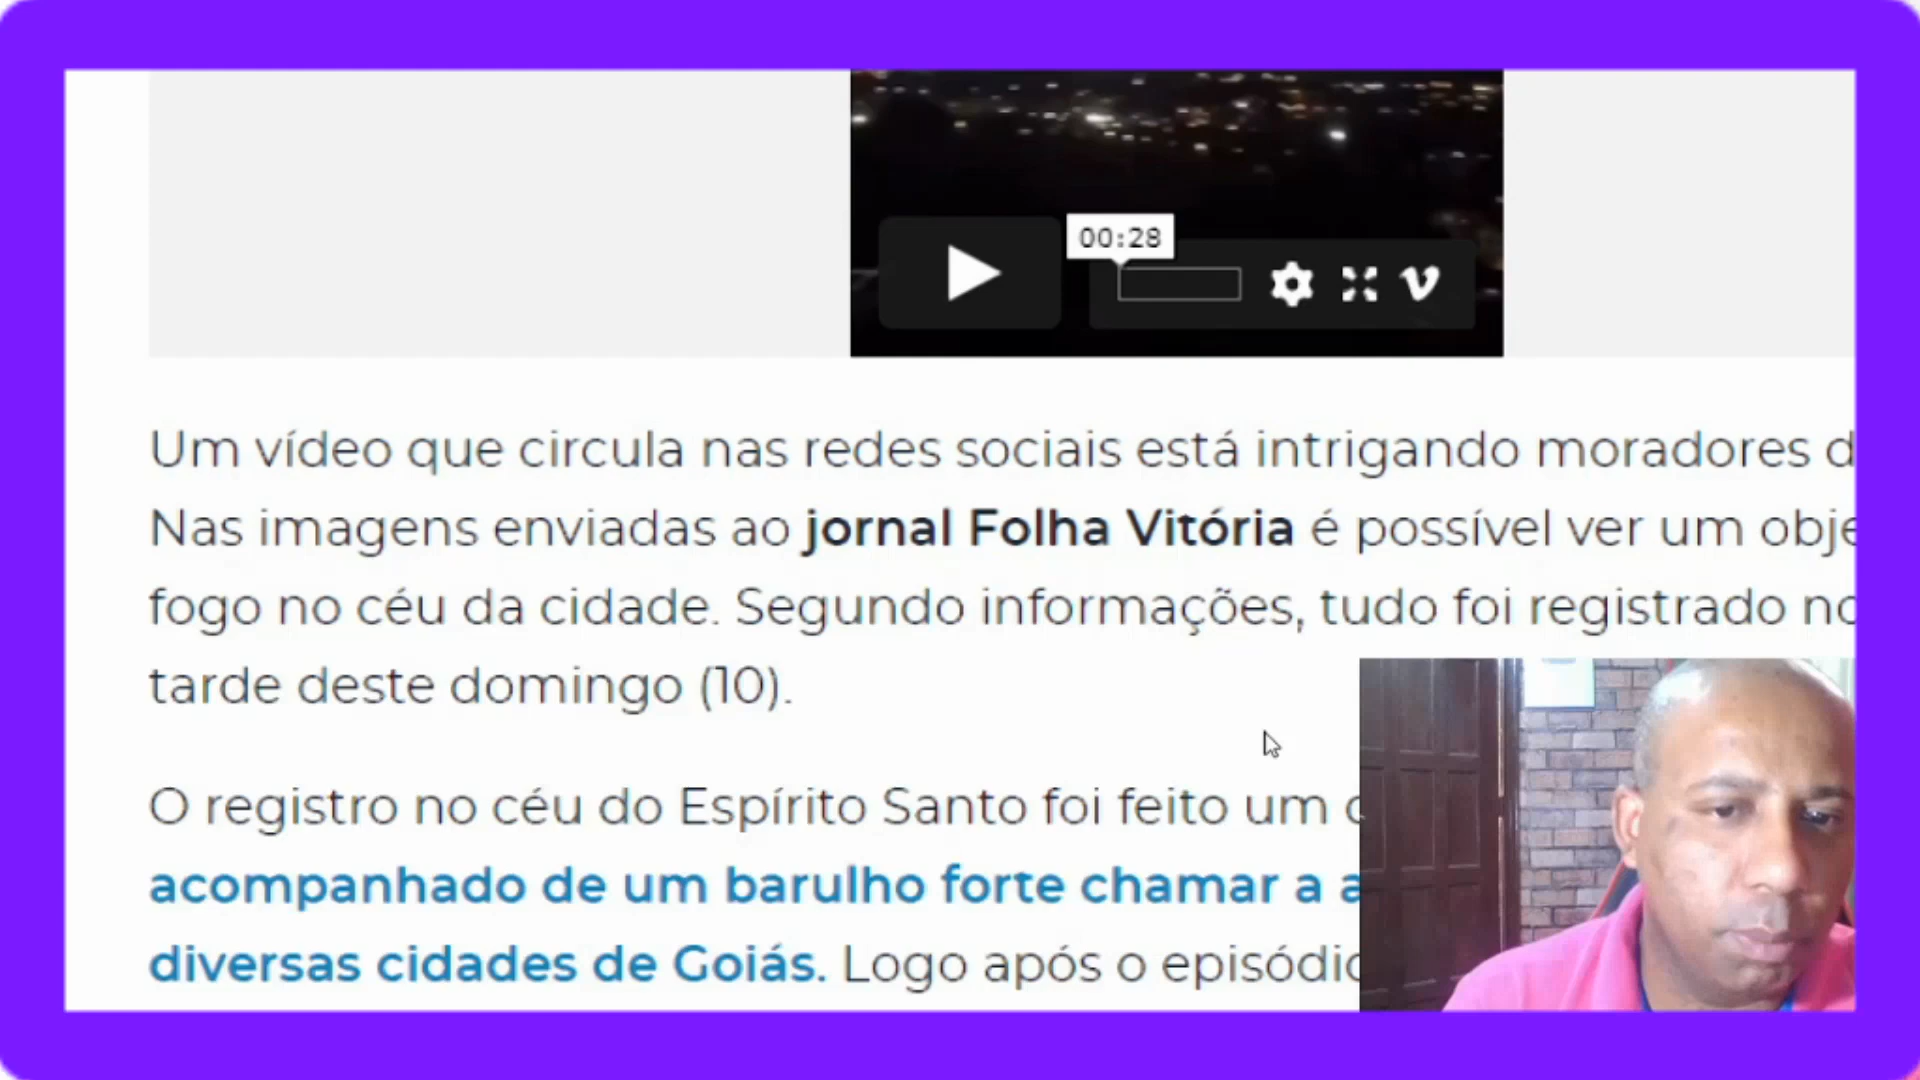 00:28
Um vídeo que circula nas redes sociais está intrigando moradores d
Nas imagens enviadas ao jornal Folha Vitória é possível ver um obje
fogo no céu da cidade. Segundo informações, tudo foi registrado no
tarde deste domingo (10).
O registro no céu do Espírito Santo foi feito um
acompanhado de um barulho forte chamar a a
diversas cidades de Goiás. Logo após o episódio